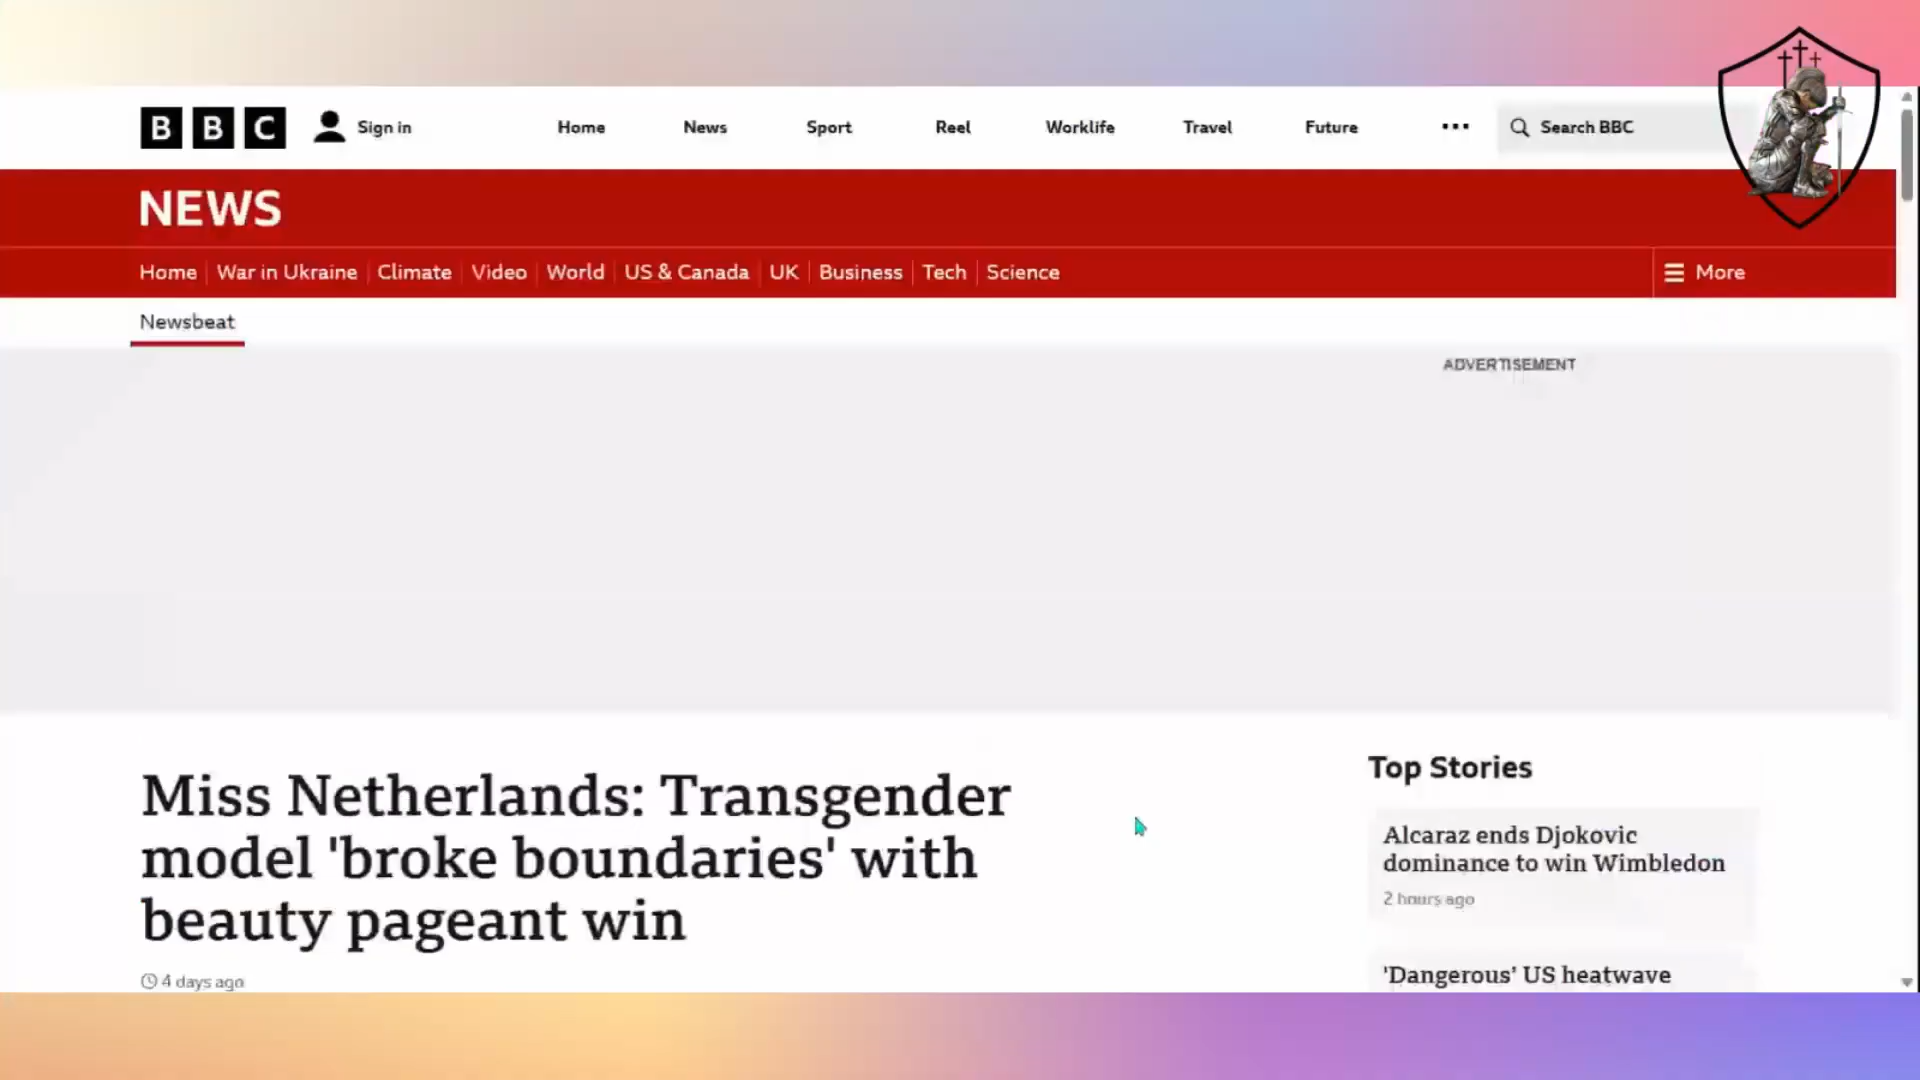 BBC
Sign in
Home
News
Sport
Reel
Worklife
Travel
Future
Search BBC
NEWS
Home
War in Ukraine
Climate
Video
World
US & Canada
UK
Business
Tech
Science
More
Newsbeat
ADVERTISEMENT
Miss Netherlands: Transgender
model 'broke boundaries' with
beauty pageant win
4 days ago
Top Stories
Alcaraz ends Djokovic
dominance to win Wimbledon
2 hours ago
'Dangerous' US heatwave